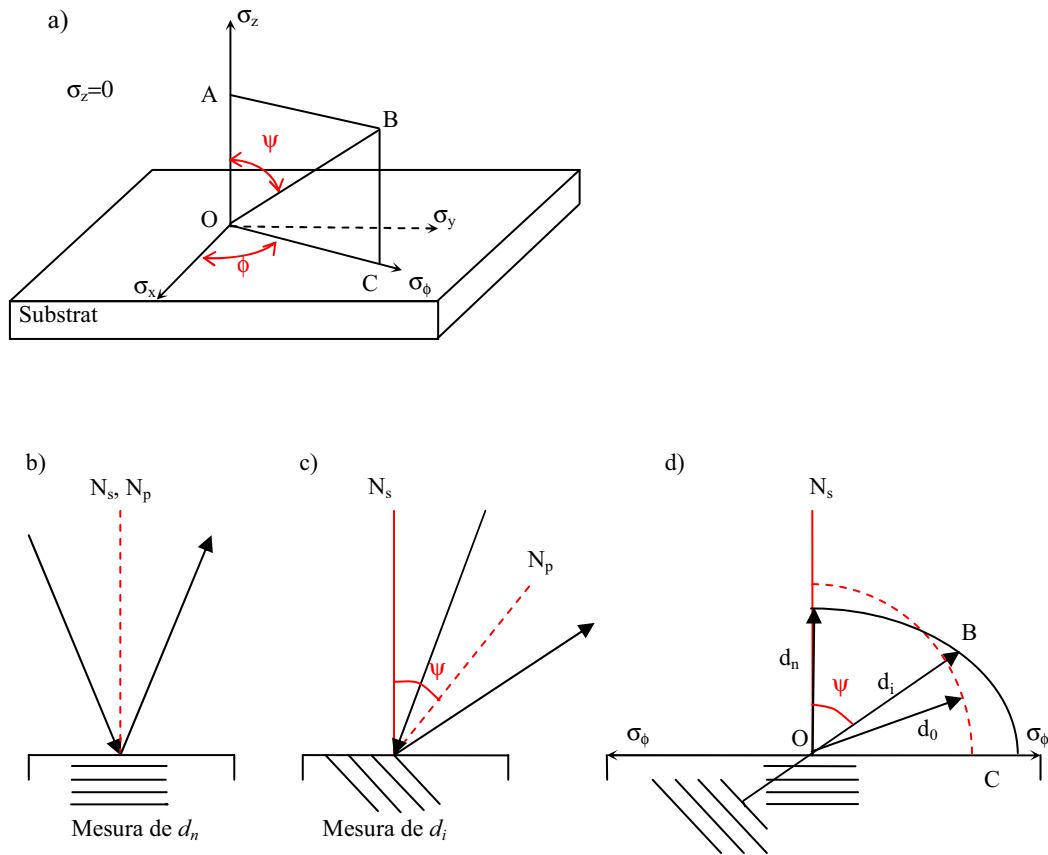 a)
σz
σz=0
A
B
ψ
O
σy
ϕ
σx
C
σϕ
Substrat
b)
c)
d)
Ns, Np
Ns
Ns
Np
ψ
B
dn
ψ
di
d0
O
σϕ
σϕ
C
Mesura de dn
Mesura de di